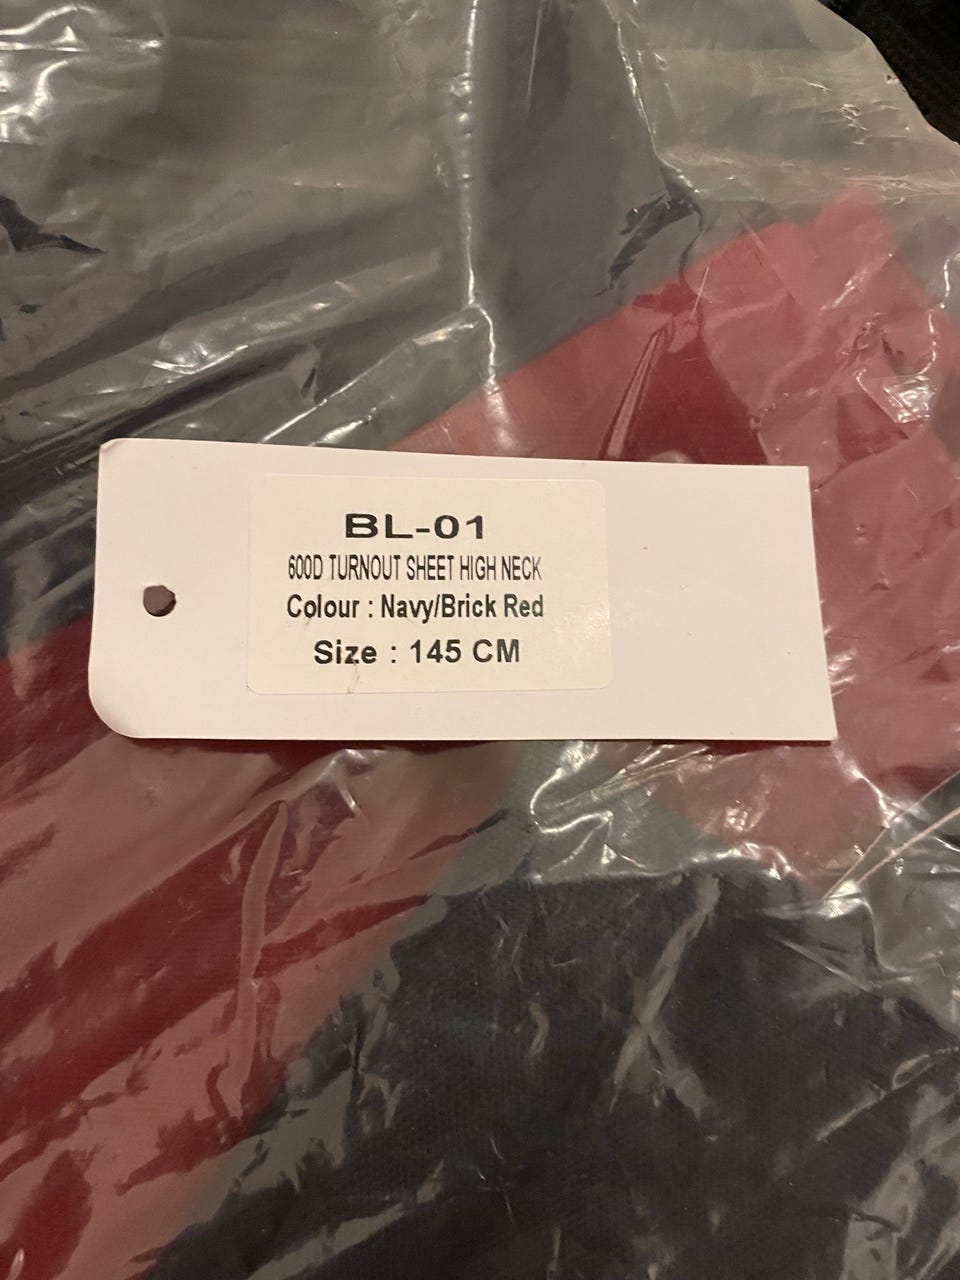 BL-01
600D TURNOUT SHEET HIGH NECK
Colour : Navy/Brick Red
Size : 145 CM